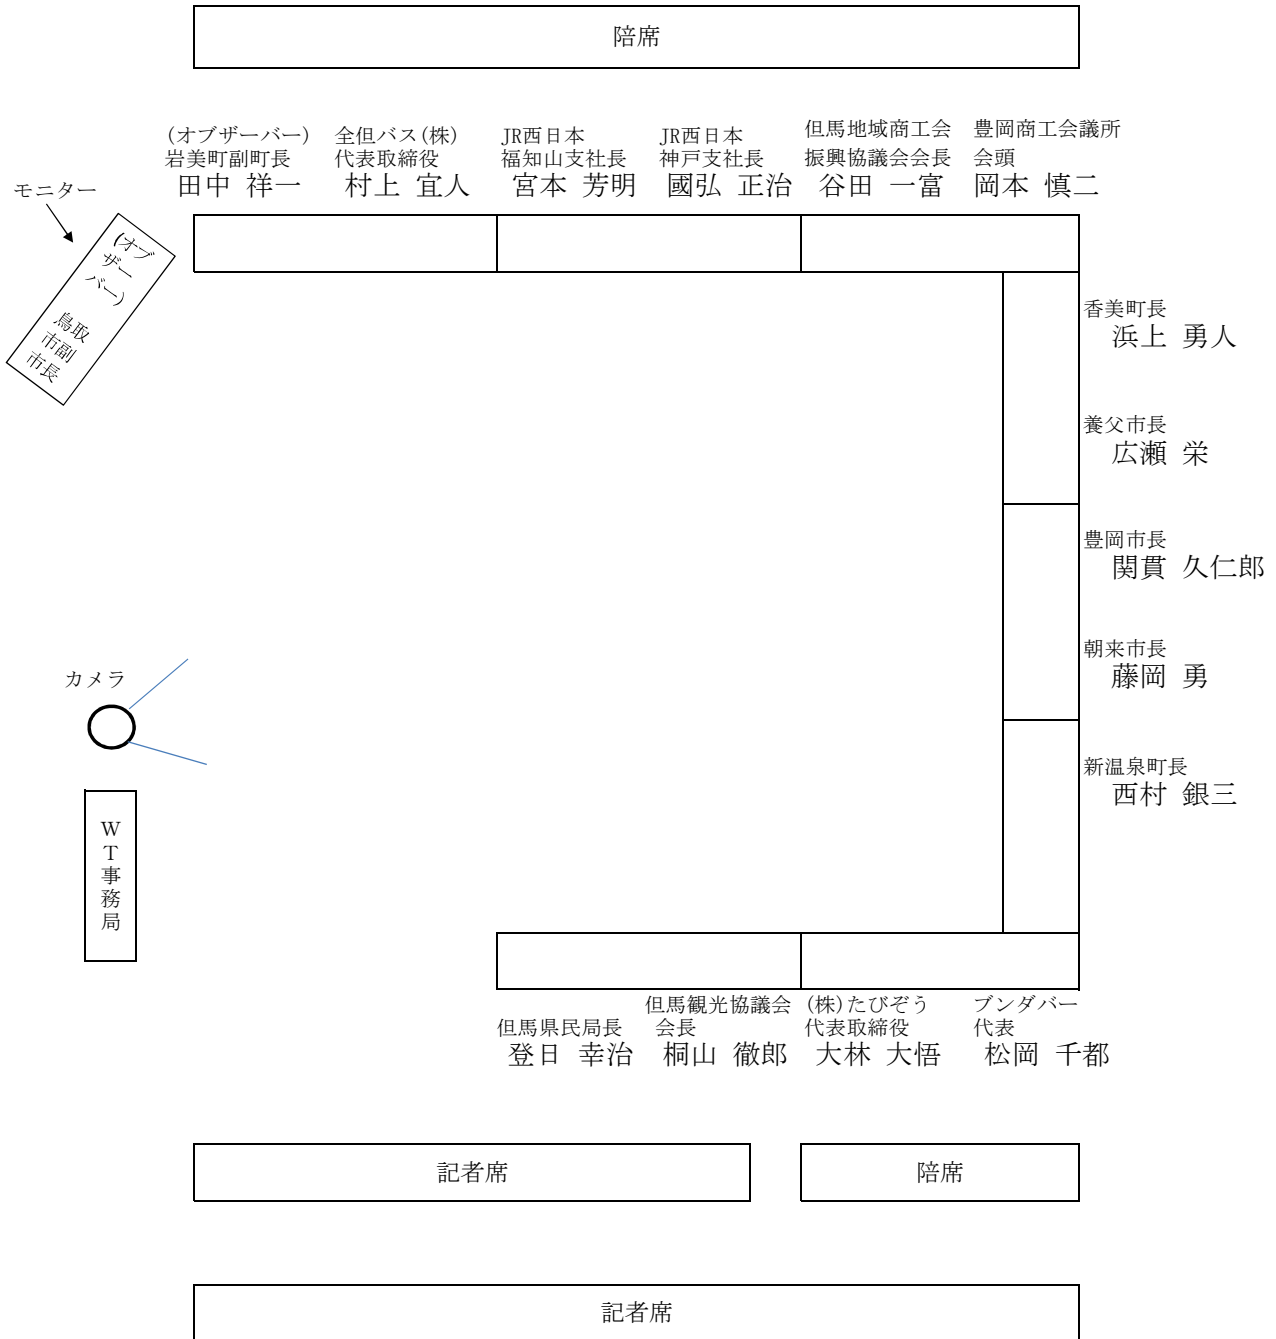 陪席
(オブザーバー)
岩美町副町長
田中 祥一
全但バス(株)
代表取締役
村上 宜人
JR西日本
福知山支社長
宮本 芳明
JR西日本
神戸支社長
國弘 正治
但馬地域商工会
振興協議会会長
谷田 一富
豊岡商工会議所
会頭
岡本 慎二
モニター
(オブ
ザー
バー)
鳥取
市副
市長
香美町長
浜上 勇人
養父市長
広瀬 栄
豊岡市長
関貫 久仁郎
朝来市長
藤岡 勇
新温泉町長
西村 銀三
カメラ
WT事務局
但馬県民局長
登日 幸治
但馬観光協議会
会長
桐山 徹郎
(株)たびぞう
代表取締役
大林 大悟
ブンダバー
代表
松岡 千都
記者席
陪席
記者席